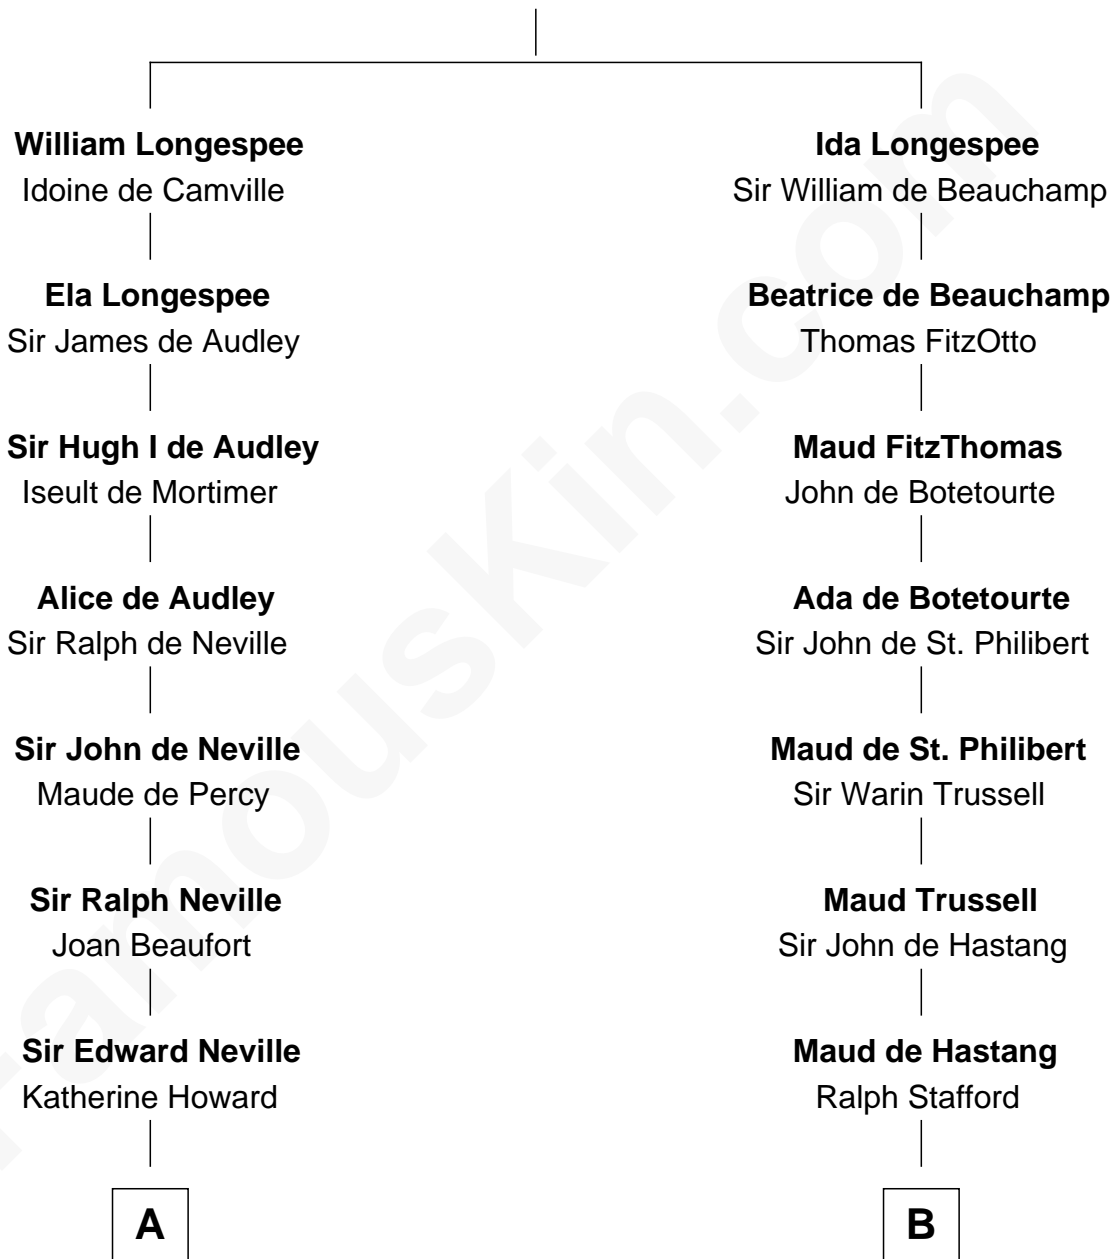 William Longespee
Idoine de Camville
Ela Longespee
Sir James de Audley
Sir Hugh I de Audley
Iseult de Mortimer
Alice de Audley
Sir Ralph de Neville
Sir John de Neville
Maude de Percy
Sir Ralph Neville
Joan Beaufort
Sir Edward Neville
Katherine Howard
A
Ida Longespee
Sir William de Beauchamp
Beatrice de Beauchamp
Thomas FitzOtto
Maud FitzThomas
John de Botetourte
Ada de Botetourte
Sir John de St. Philibert
Maud de St. Philibert
Sir Warin Trussell
Maud Trussell
Sir John de Hastang
Maud de Hastang
Ralph Stafford
B
FamousKin.com